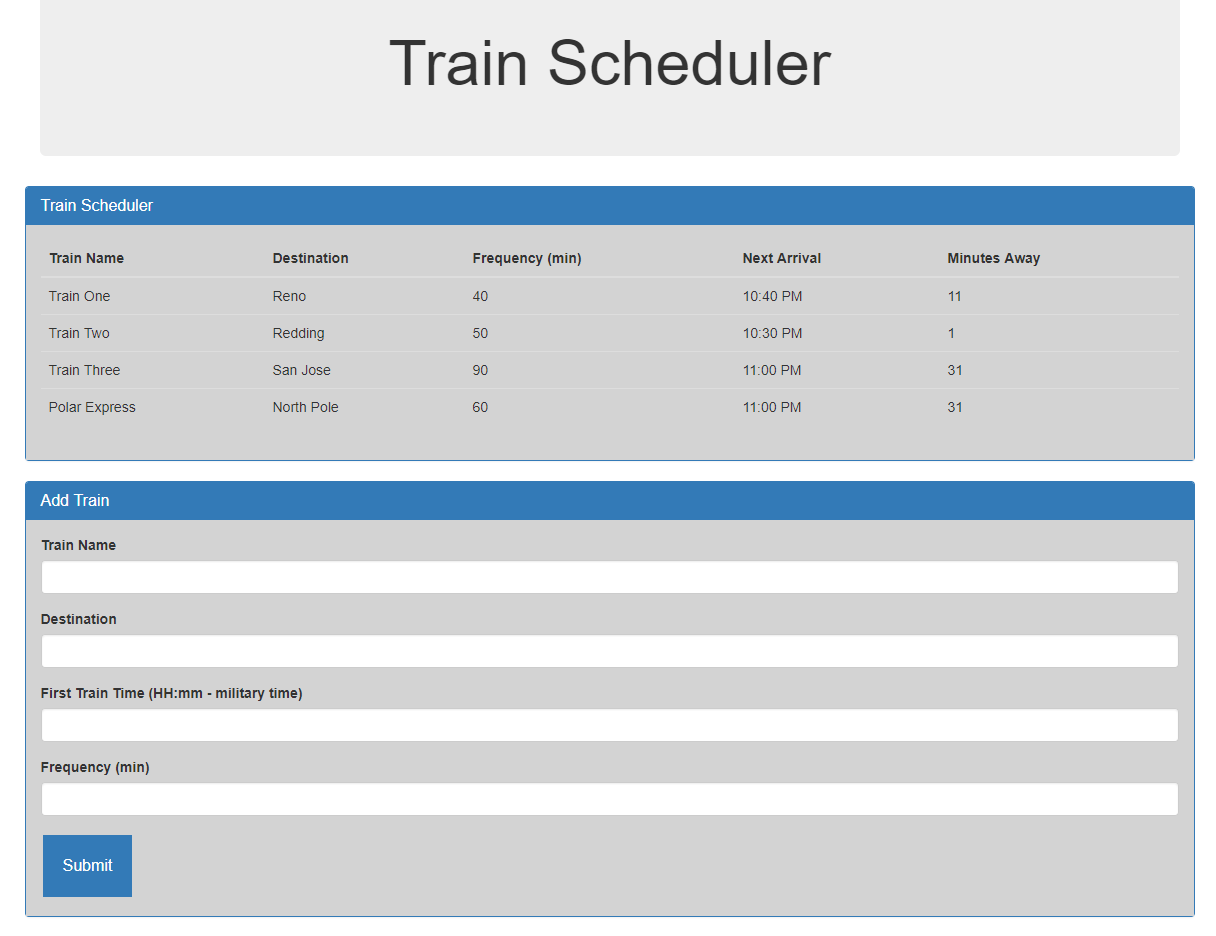 Train Scheduler
Train Scheduler
Train Name Destination Frequency (min) Next Arrival Minutes Away
Train One Reno 40 10:40 PM 11
Train Two Redding 50 10:30 PM 1
Train Three San Jose 90 11:00 PM 31
Polar Express North Pole 60 11:00 PM 31
Add Train
Train Name
Destination
First Train Time (HH:mm - military time)
Frequency (min)
Submit